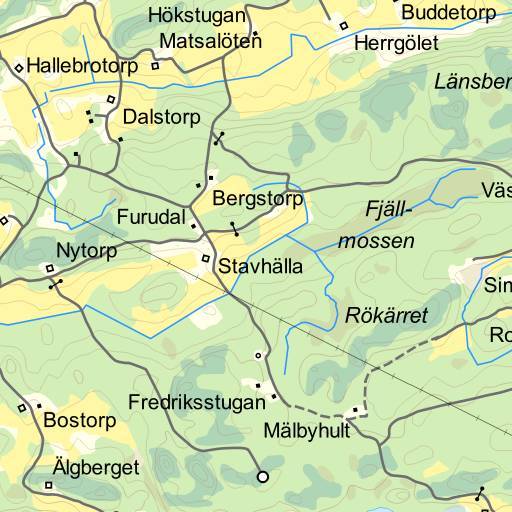 Hökstugan
Buddetorp
Matsalöten
Herrgölet
Hallebrotorp
Länsber
Dalstorp
Bergstorp
Väs
Furudal
Fjäll-
mossen
Nytorp
Stavhälla
Sim
Rökärret
Ro
Fredriksstugan
Bostorp
Mälbyhult
Älgberget